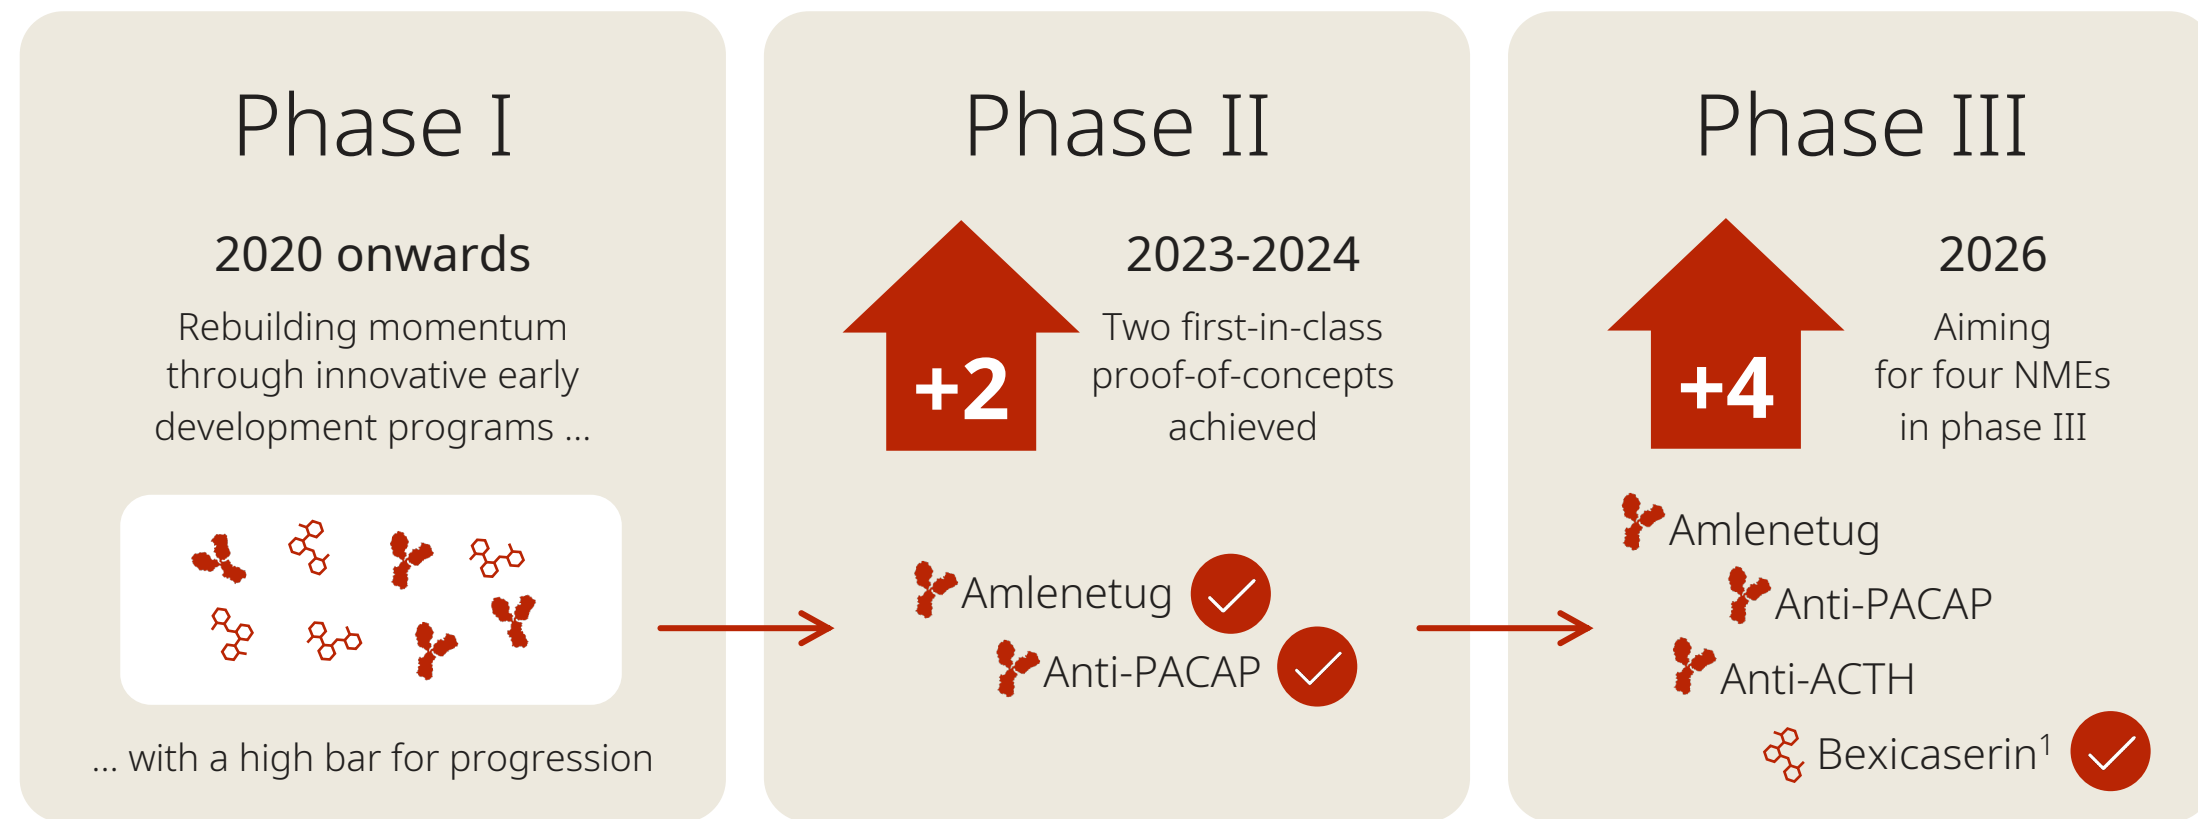 Phase I
2020 onwards
Rebuilding momentum
through innovative early
development programs ...
... with a high bar for progression
Phase II
+2
2023-2024
Two first-in-class
proof-of-concepts
achieved
Amlenetug
Anti-PACAP
Phase III
+4
2026
Aiming
for four NMEs
in phase III
Amlenetug
Anti-PACAP
Anti-ACTH
Bexicaserin¹